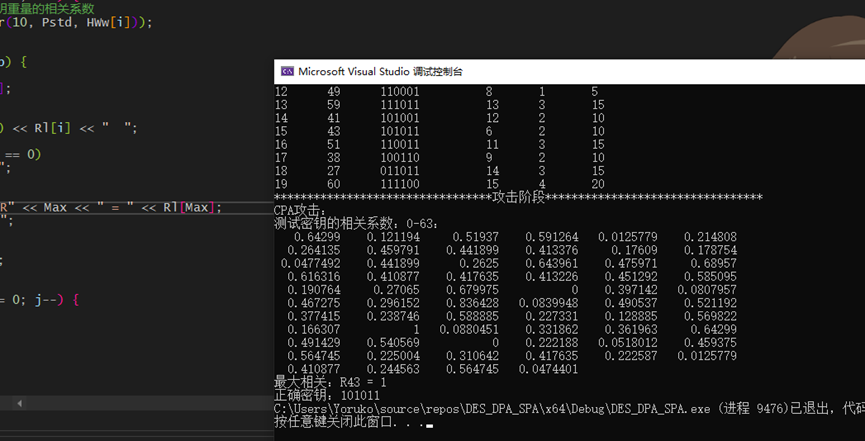 明重量的相关系数
r(10, Pstd, HWw[i]));
o) {
];
) << Rl[i] << "  ";
== 0)
";
R" << Max << " = " << Rl[Max];
";
;
= 0; j--) {
Microsoft Visual Studio 调试控制台
12 49 110001 8 1 5
13 59 111011 13 3 15
14 41 101001 12 2 10
15 43 101011 6 2 10
16 51 110011 11 3 15
17 38 100110 9 2 10
18 27 011011 14 3 15
19 60 111100 15 4 20
*********************************攻击阶段*********************************
CPA攻击:
测试密钥的相关系数: 0-63:
0.64299 0.121194 0.51937 0.591264 0.0125779 0.214808
0.264135 0.459791 0.441899 0.413376 0.17609 0.178754
0.0477492 0.441899 0.2625 0.643961 0.475971 0.68957
0.616316 0.410877 0.417635 0.413226 0.451292 0.585095
0.190764 0.27065 0.679975 0 0.397142 0.0807957
0.467275 0.296152 0.836428 0.0839948 0.490537 0.521192
0.377415 0.238746 0.588885 0.227331 0.128885 0.569822
0.166307 1 0.0880451 0.331862 0.361963 0.64299
0.491429 0.540569 0 0.222188 0.0518012 0.459375
0.564745 0.225004 0.310642 0.417635 0.222587 0.0125779
0.410877 0.244563 0.564745 0.0474401
最大相关: R43 = 1
正确密钥: 101011
C:\Users\Yoruko\source\repos\DES_DPA_SPA\x64\Debug\DES_DPA_SPA.exe (进程 9476)已退出，代码
按任意键关闭此窗口. . .